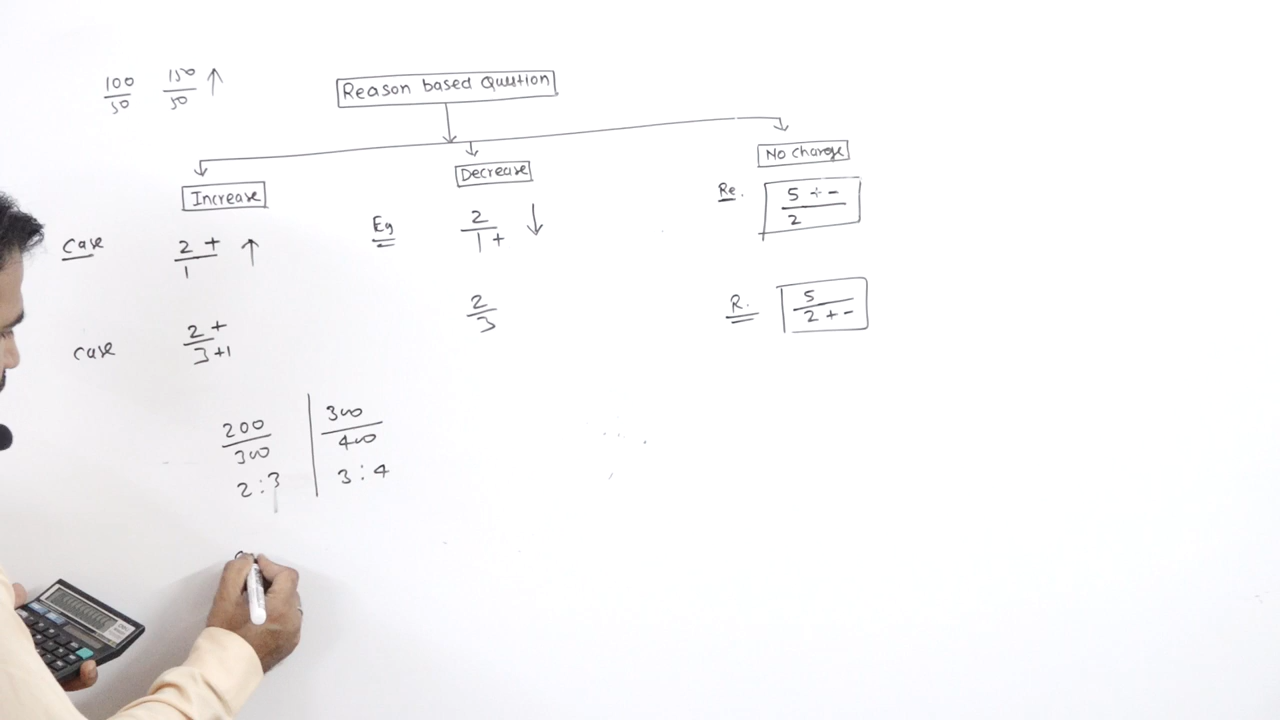 100 150 ↑
50 50
Reason based Question
Increase
Decrease
No change
Case
2 +
1
↑
Case
2 +
3 +1
Eg
2
1 +
↓
2
3
Re.
5 + -
2
R.
5
2 + -
200
300
2 : 3
300
400
3 : 4